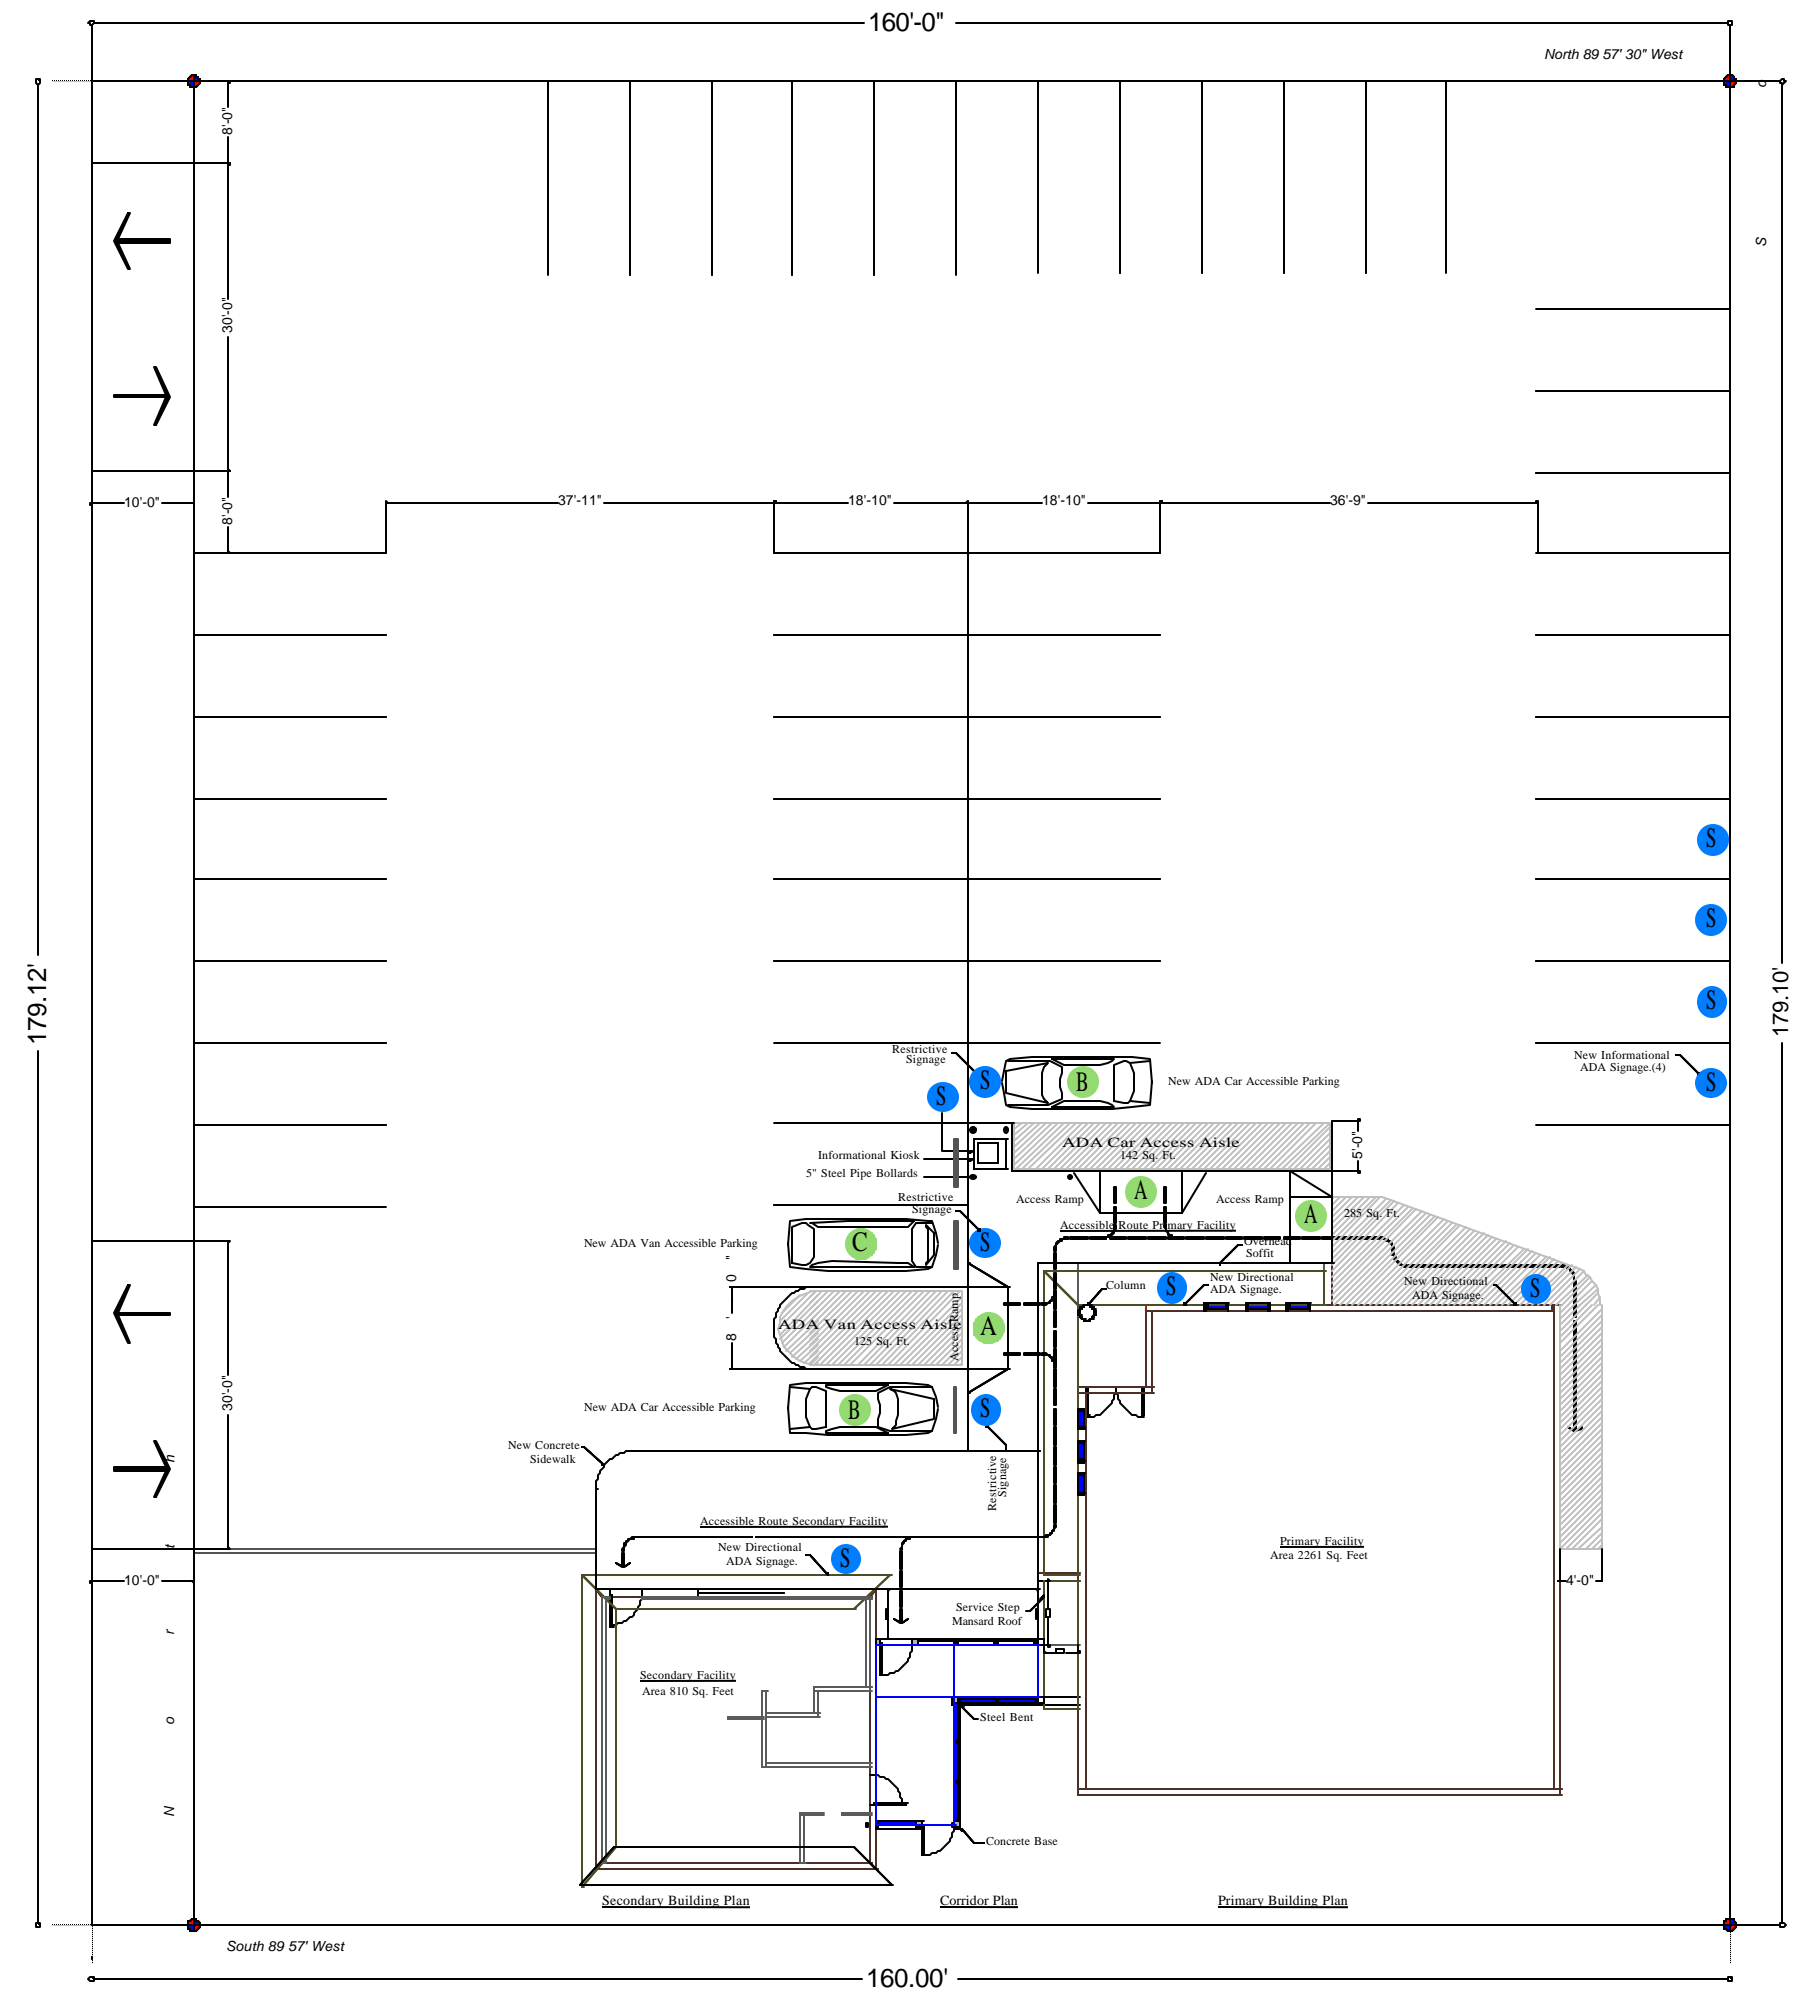 160'-0"
North 89 57' 30" West
8'-0"
o
S
30'-0"
8'-0"
10'-0"
37'-11"
18'-10"
18'-10"
36'-9"
S
S
S
179.12'
179.10'
Restrictive
Signage
S
S
B
New ADA Car Accessible Parking
New Informational
ADA Signage.(4)
S
ADA Car Access Aisle
142 Sq. Ft.
5'-0"
Informational Kiosk
5" Steel Pipe Bollards
Access Ramp
A
Access Ramp
A
285 Sq. Ft.
Restrictive
Signage
Accessible Route Primary Facility
New ADA Van Accessible Parking
C
S
Overhead
Soffit
Column
S
New Directional
ADA Signage.
New Directional
ADA Signage.
S
8'0"
ADA Van Access Aisle
125 Sq. Ft.
Access Ramp
A
30'-0"
New ADA Car Accessible Parking
B
S
New Concrete
Sidewalk
Restrictive
Signage
Accessible Route Secondary Facility
New Directional
ADA Signage.
S
Primary Facility
Area 2261 Sq. Feet
10'-0"
4'-0"
Service Step
Mansard Roof
Secondary Facility
Area 810 Sq. Feet
Steel Bent
North
Concrete Base
Secondary Building Plan
Corridor Plan
Primary Building Plan
South 89 57' West
160.00'